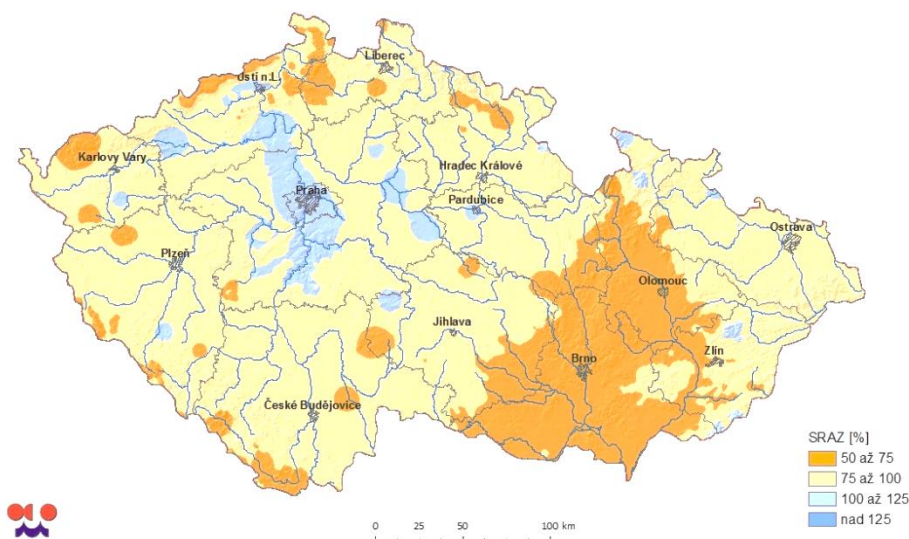 Liberec
Ústí n.L.
Karlovy Vary
Hradec Králové
Praha
Pardubice
Ostrava
Plzeň
Olomouc
Jihlava
Zlín
Brno
České Budějovice
SRAZ [%]
50 až 75
75 až 100
100 až 125
nad 125
0 25 50 100 km